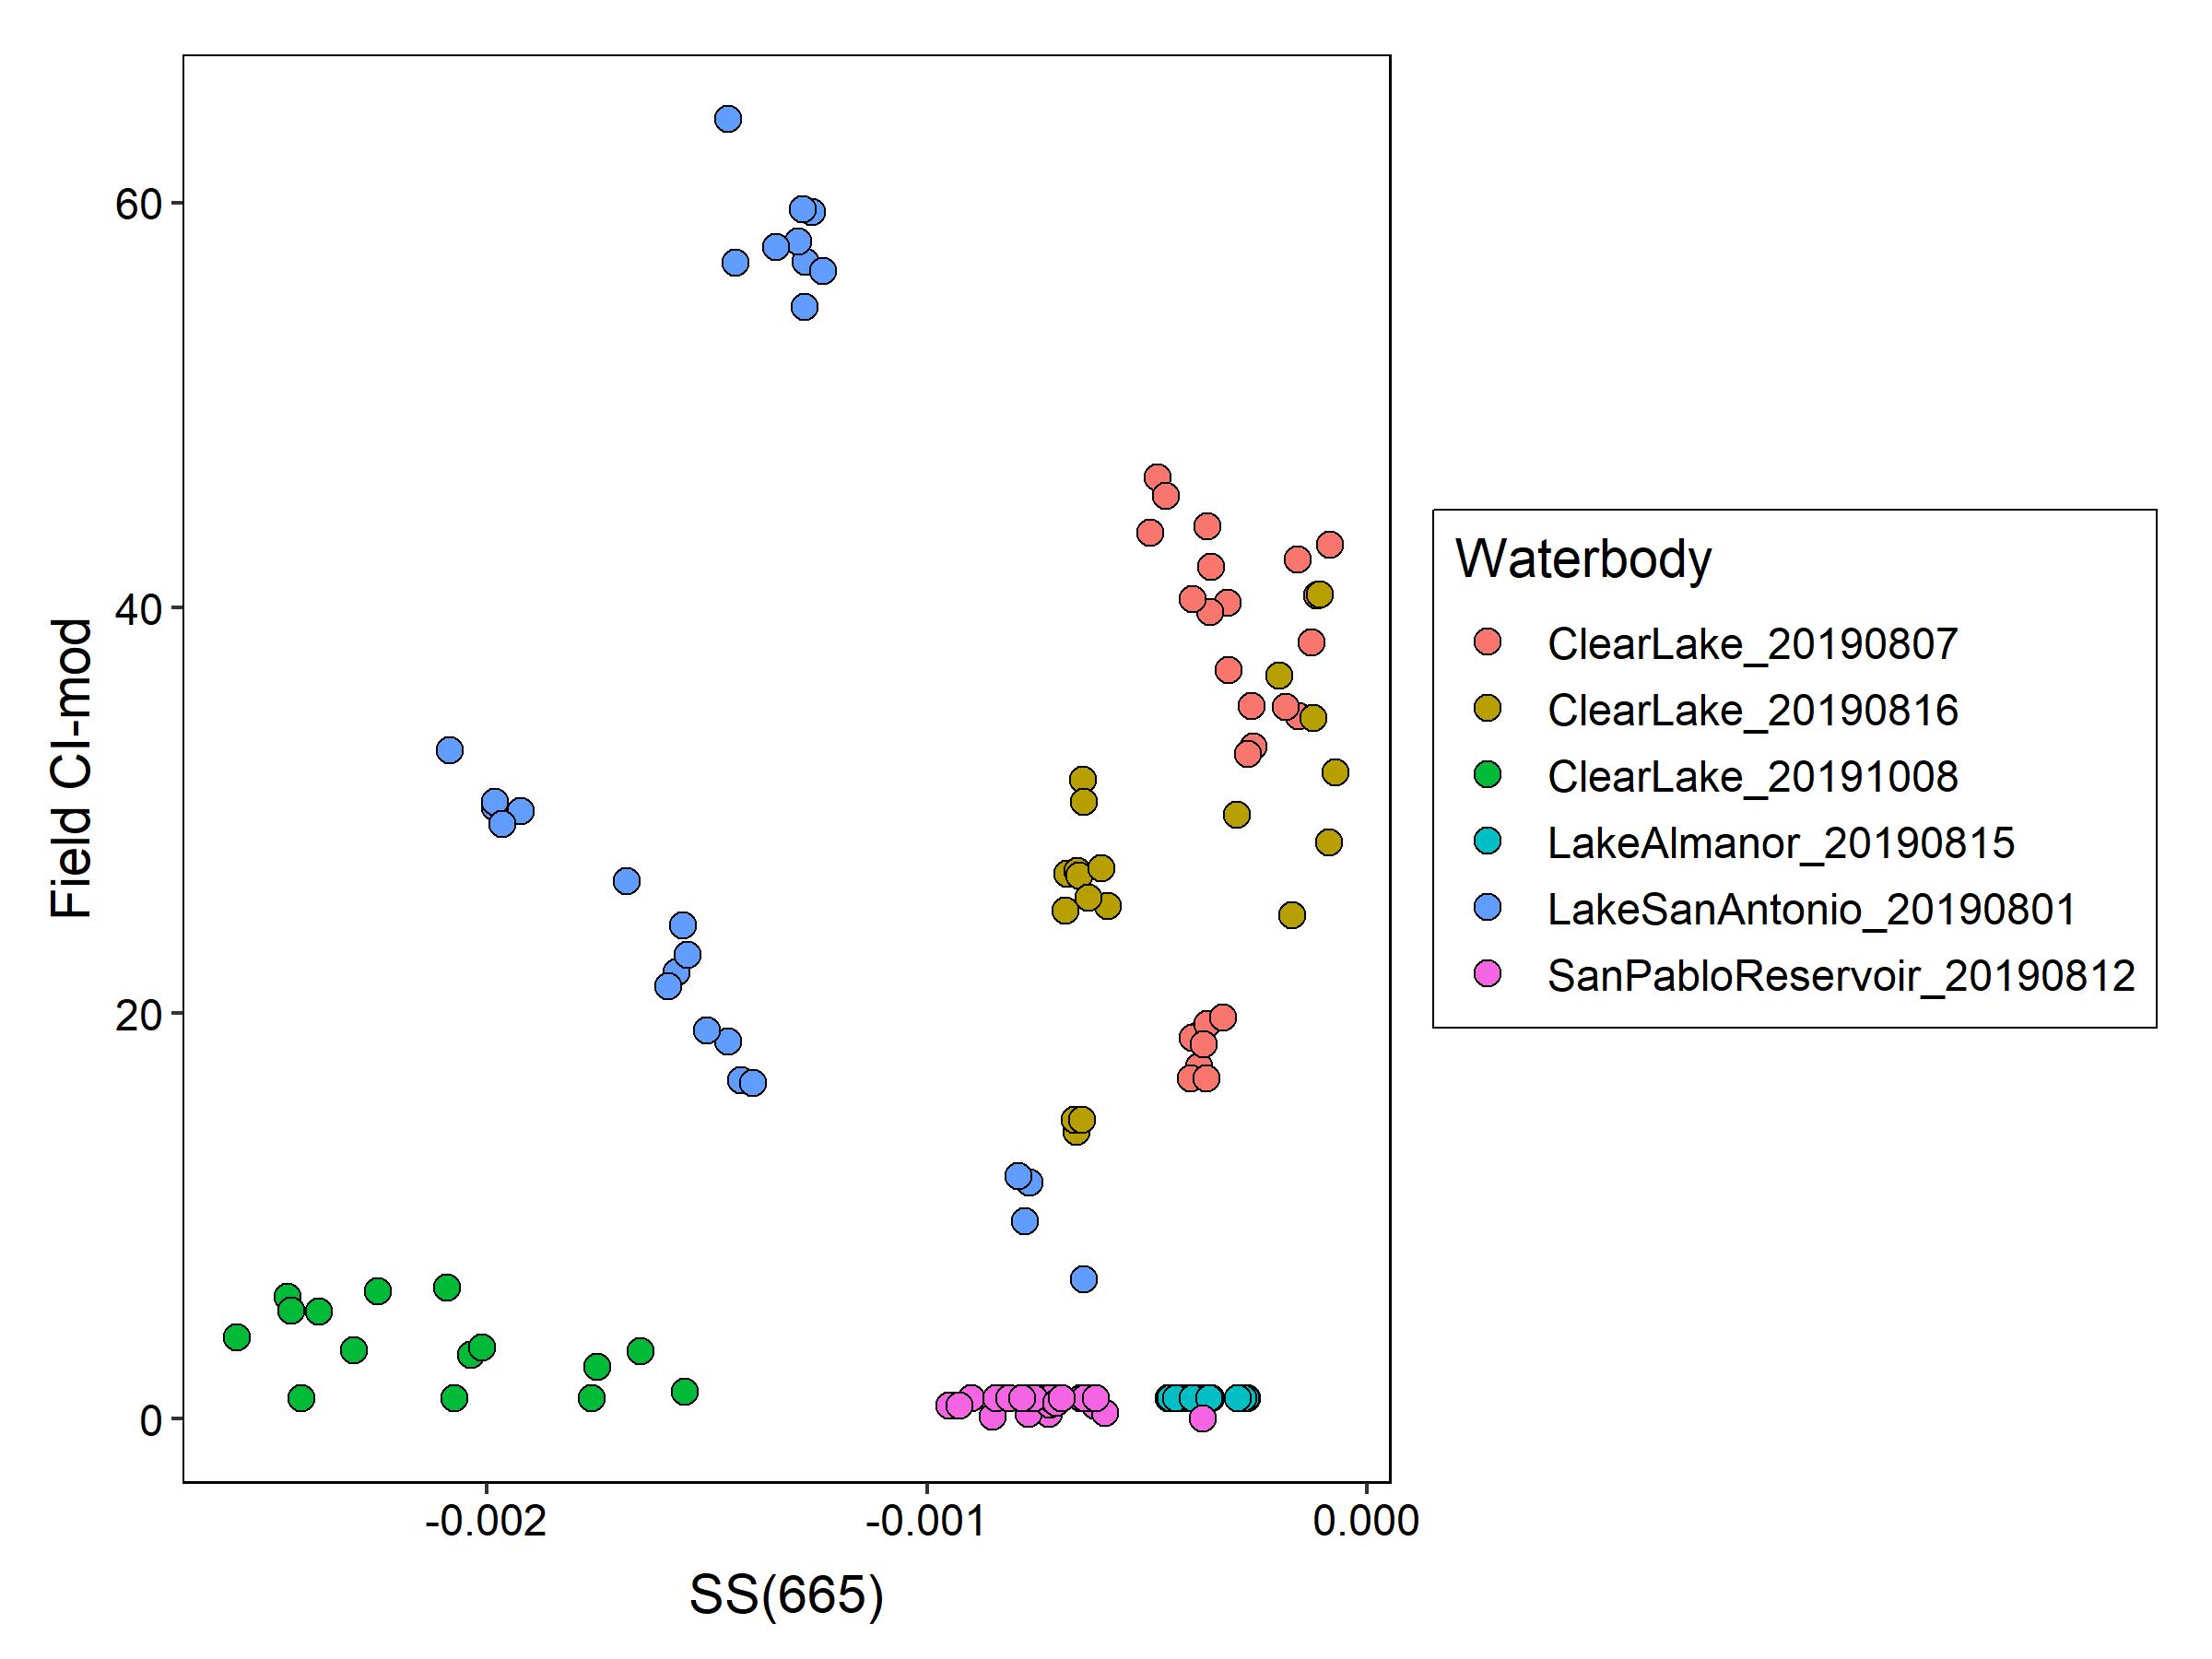 60
40
20
0
Field CI-mod
-0.002
-0.001
0.000
SS(665)
Waterbody
ClearLake_20190807
ClearLake_20190816
ClearLake_20191008
LakeAlmanor_20190815
LakeSanAntonio_20190801
SanPabloReservoir_20190812